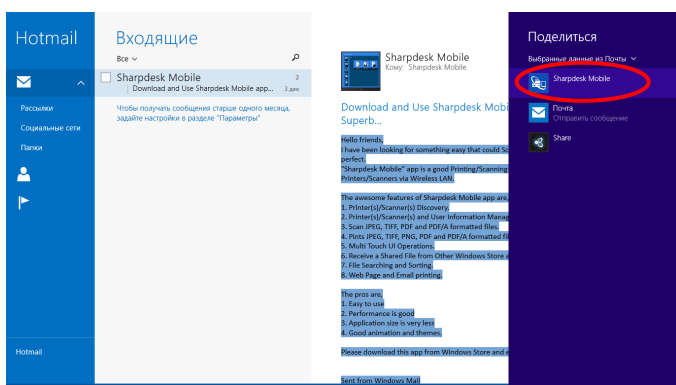 Hotmail
Рассылки
Социальные сети
Папки
Hotmail
Входящие
Все
Sharpdesk Mobile 2
Download and Use Sharpdesk Mobile app... 3 дек
Чтобы получать сообщения старше одного месяца,
задайте настройки в разделе "Параметры"
Sharpdesk Mobile
Кому: Sharpdesk Mobile
Download and Use Sharpdesk Mobi
Superb...
Hello friends,
I have been looking for something easy that could Sc
perfect.
"Sharpdesk Mobile" app is a good Printing/Scanning
Printers/Scanners via Wireless LAN.
The awesome features of Sharpdesk Mobile app are,
1. Printer(s)/Scanner(s) Discovery.
2. Printer(s)/Scanner(s) and User Information Manag
3. Scan JPEG, TIFF, PDF and PDF/A formatted files.
4. Pints JPEG, TIFF, PNG, PDF and PDF/A formatted fil
5. Multi Touch UI Operations.
6. Receive a Shared File from Other Windows Store a
7. File Searching and Sorting.
8. Web Page and Email printing.
The pros are,
1. Easy to use
2. Performance is good
3. Application size is very less
4. Good animation and themes.
Please download this app from Windows Store and e
Sent from Windows Mail
Поделиться
Выбранные данные из Почты
Sharpdesk Mobile
Почта
Отправить сообщение
Share